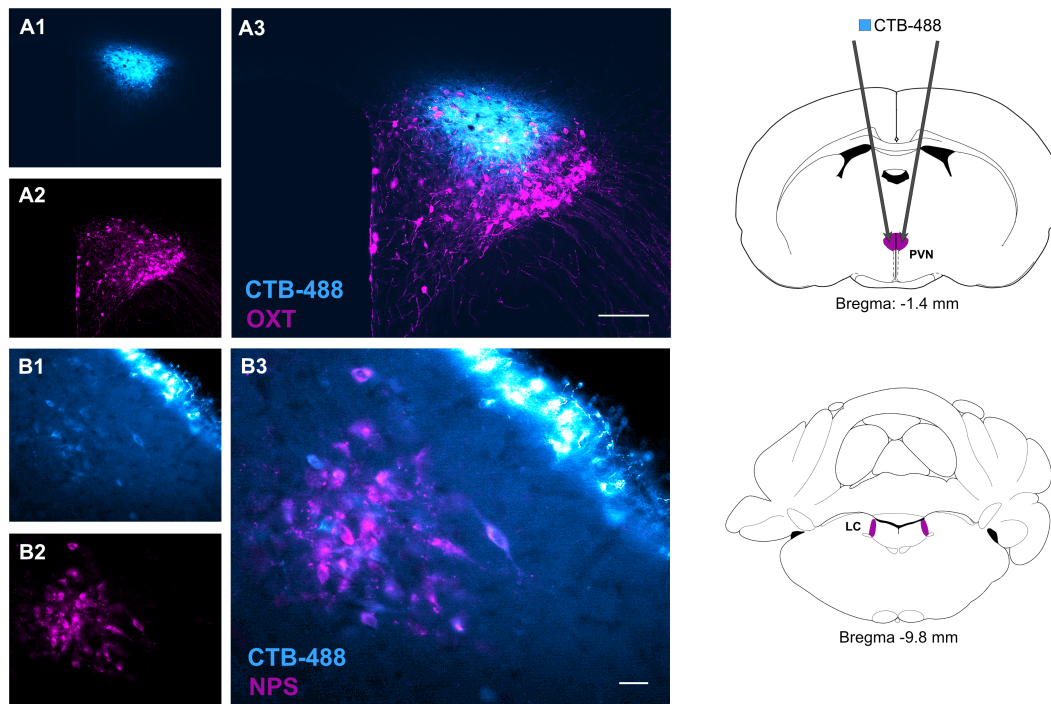 A1
A2
A3
CTB-488
OXT
CTB-488
PVN
Bregma: -1.4 mm
B1
B2
B3
CTB-488
NPS
LC
Bregma -9.8 mm